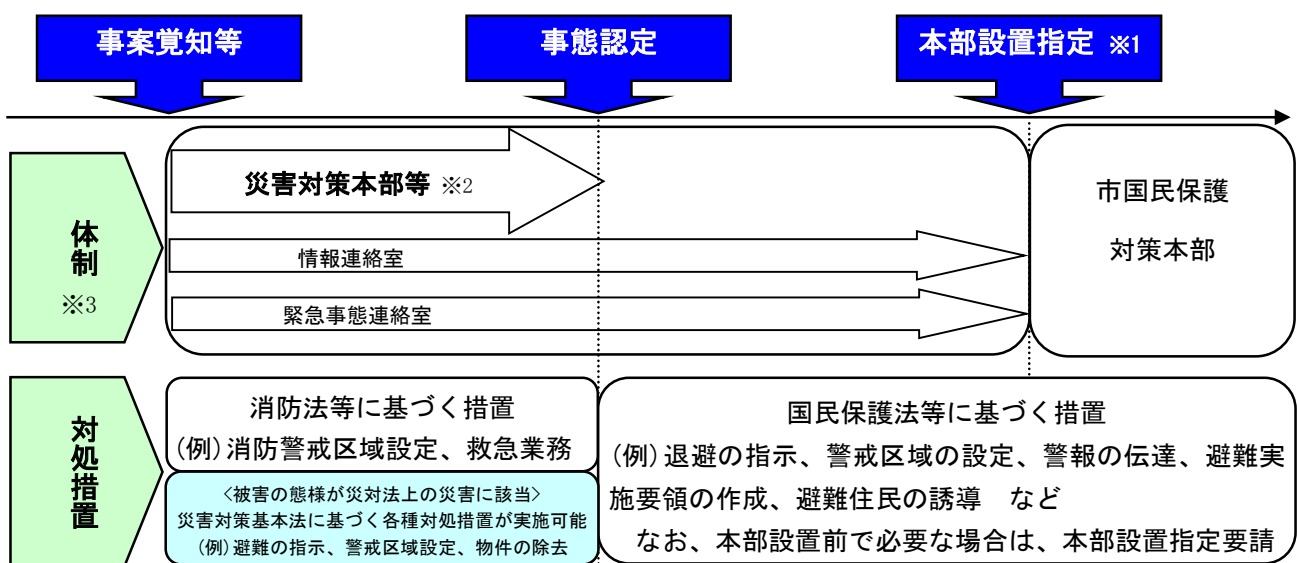 事案覚知等
事態認定
本部設置指定 ※1
体制
※3
災害対策本部等 ※2
情報連絡室
緊急事態連絡室
市国民保護
対策本部
対処措置
消防法等に基づく措置
(例)消防警戒区域設定、救急業務
<被害の態様が災対法上の災害に該当>
災害対策基本法に基づく各種対処措置が実施可能
(例)避難の指示、警戒区域設定、物件の除去
国民保護法等に基づく措置
(例)退避の指示、警戒区域の設定、警報の伝達、避難実
施要領の作成、避難住民の誘導　など
なお、本部設置前で必要な場合は、本部設置指定要請